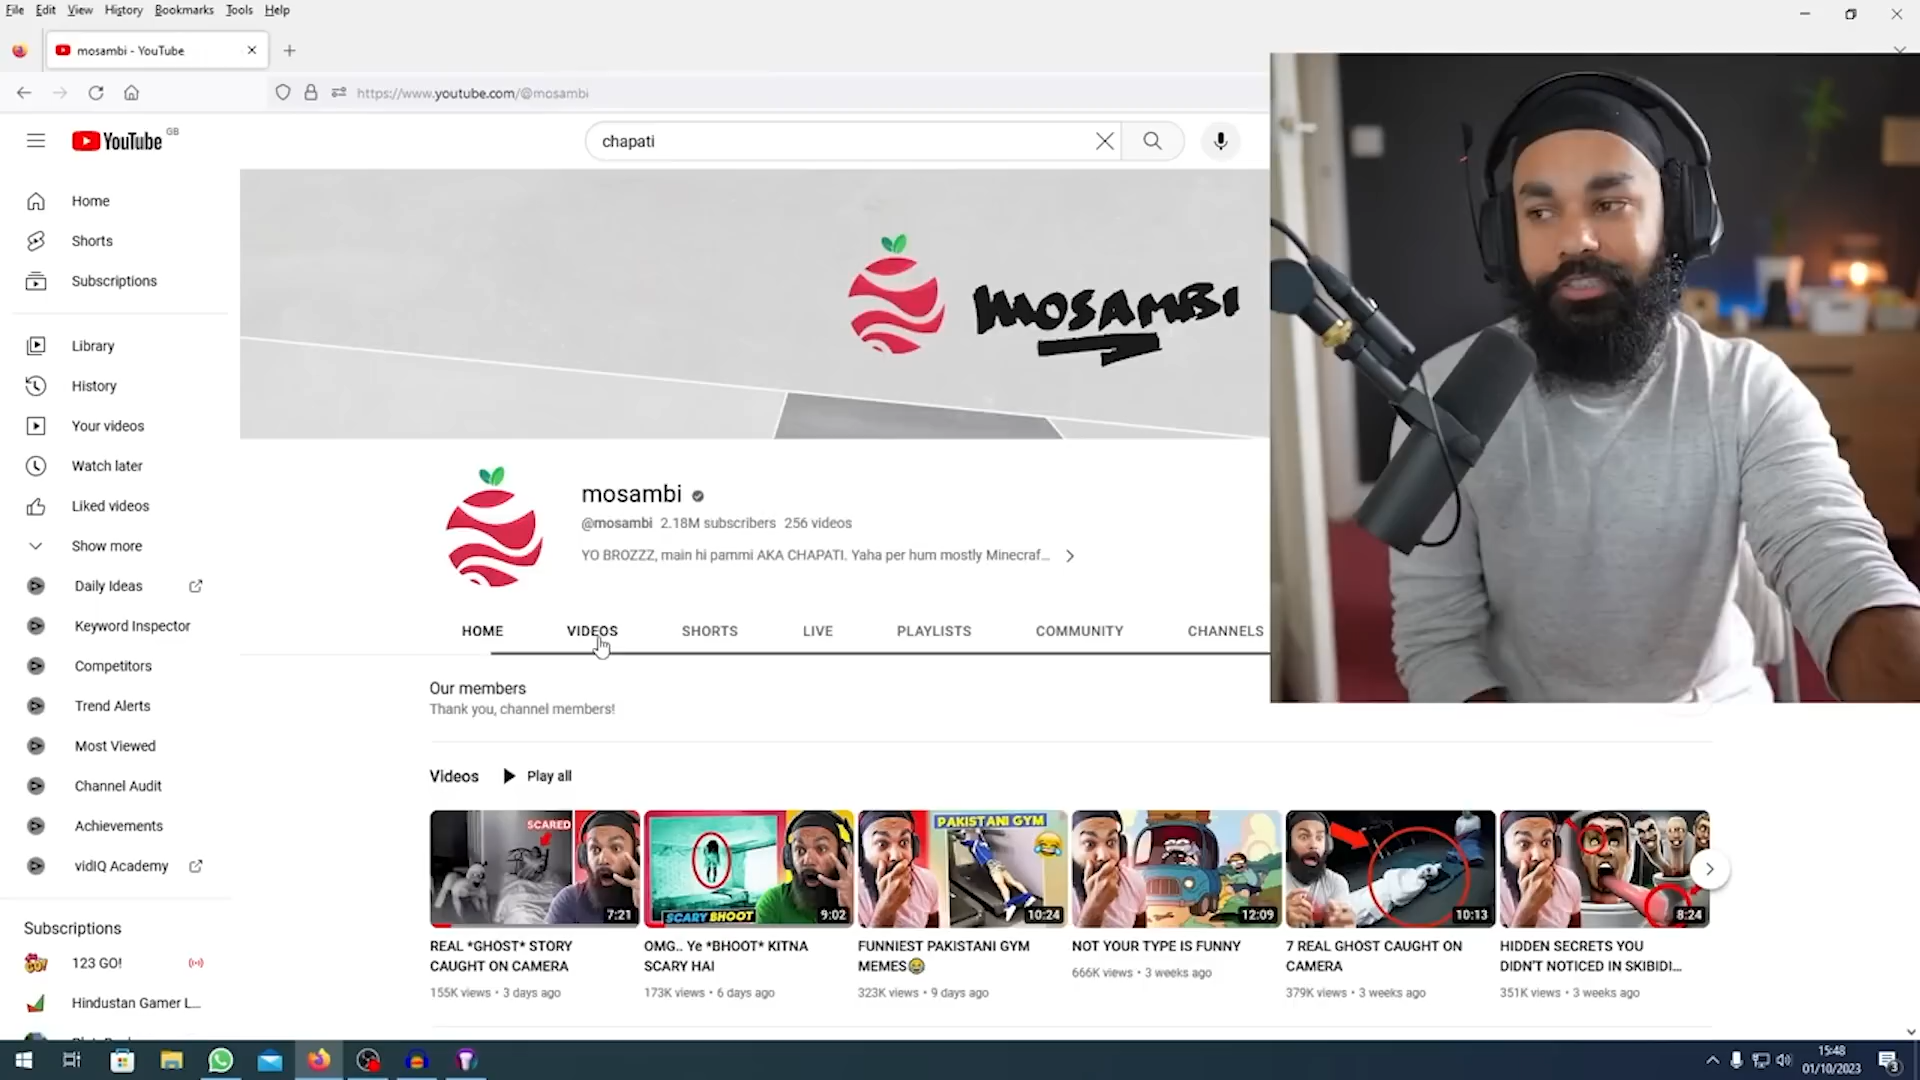 File Edit View History Bookmarks Tools Help
mosambi - YouTube
https://www.youtube.com/@mosambi
YouTube GB
chapati
Home
Shorts
Subscriptions
Library
History
Your videos
Watch later
Liked videos
Show more
Daily Ideas
Keyword Inspector
Competitors
Trend Alerts
Most Viewed
Channel Audit
Achievements
vidIQ Academy
Subscriptions
123 GO!
Hindustan Gamer L...
MOSAMBI
mosambi
@mosambi 2.18M subscribers 256 videos
YO BROZZZ, main hi pammi AKA CHAPATI. Yaha per hum mostly Minecraf...
HOME VIDEOS SHORTS LIVE PLAYLISTS COMMUNITY CHANNELS
Our members
Thank you, channel members!
Videos Play all
SCARED
7:21
SCARY BHOOT
9:02
PAKISTANI GYM
10:24
12:09
10:13
8:24
REAL *GHOST* STORY
CAUGHT ON CAMERA
155K views • 3 days ago
OMG.. Ye *BHOOT* KITNA
SCARY HAI
173K views • 6 days ago
FUNNIEST PAKISTANI GYM
MEMES😂
323K views • 9 days ago
NOT YOUR TYPE IS FUNNY
666K views • 3 weeks ago
7 REAL GHOST CAUGHT ON
CAMERA
379K views • 3 weeks ago
HIDDEN SECRETS YOU
DIDN'T NOTICED IN SKIBIDI...
351K views • 3 weeks ago
15:48
01/10/2023
3